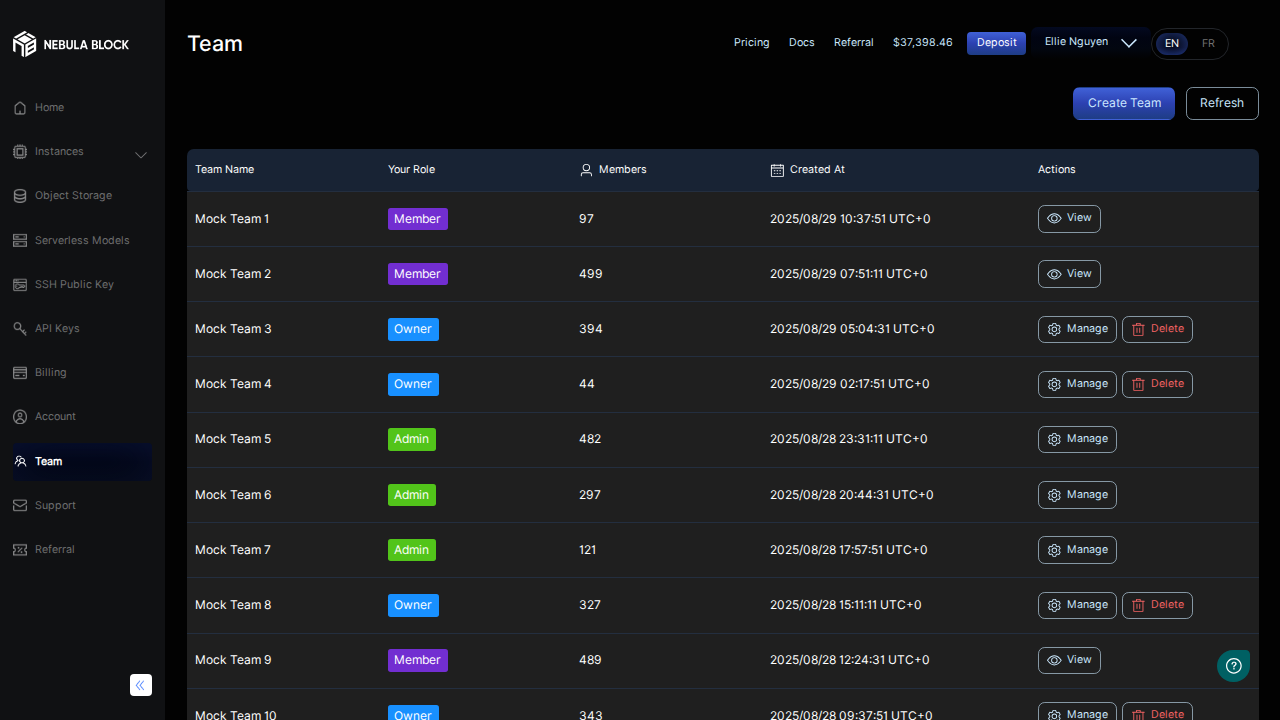 NEBULA BLOCK
Team
Pricing Docs Referral $37,398.46 Deposit Ellie Nguyen EN FR
Create Team Refresh
Home
Instances
Object Storage
Serverless Models
SSH Public Key
API Keys
Billing
Account
Team
Support
Referral
Team Name Your Role Members Created At Actions
Mock Team 1 Member 97 2025/08/29 10:37:51 UTC+0 View
Mock Team 2 Member 499 2025/08/29 07:51:11 UTC+0 View
Mock Team 3 Owner 394 2025/08/29 05:04:31 UTC+0 Manage Delete
Mock Team 4 Owner 44 2025/08/29 02:17:51 UTC+0 Manage Delete
Mock Team 5 Admin 482 2025/08/28 23:31:11 UTC+0 Manage
Mock Team 6 Admin 297 2025/08/28 20:44:31 UTC+0 Manage
Mock Team 7 Admin 121 2025/08/28 17:57:51 UTC+0 Manage
Mock Team 8 Owner 327 2025/08/28 15:11:11 UTC+0 Manage Delete
Mock Team 9 Member 489 2025/08/28 12:24:31 UTC+0 View
Mock Team 10 Owner 343 2025/08/28 09:37:51 UTC+0 Manage Delete